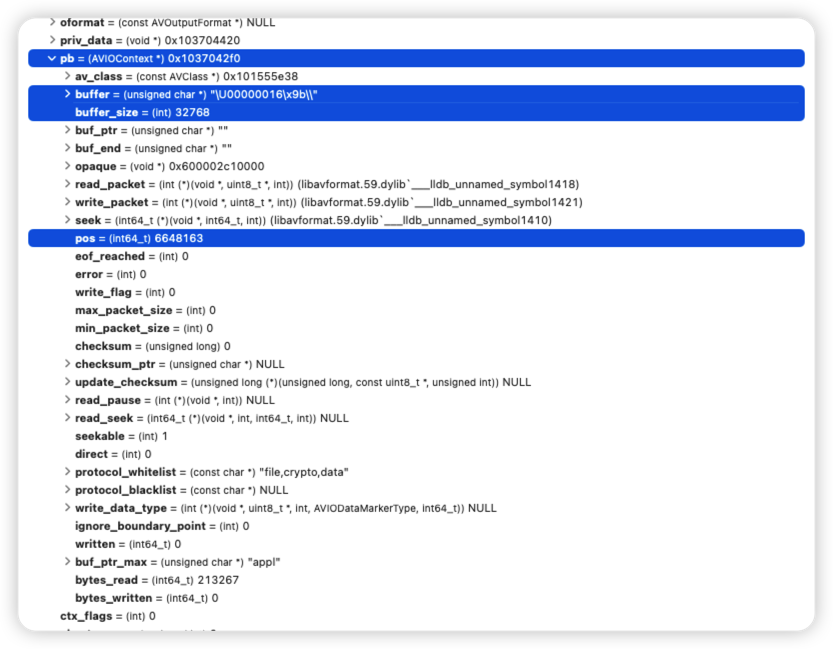 oformat = (const AVOutputFormat *) NULL
priv_data = (void *) 0x103704420
pb = (AVIOContext *) 0x1037042f0
av_class = (const AVClass *) 0x101555e38
buffer = (unsigned char *) "\U00000016\x9b\\"
buffer_size = (int) 32768
buf_ptr = (unsigned char *) ""
buf_end = (unsigned char *) ""
opaque = (void *) 0x600002c10000
read_packet = (int (*)(void *, uint8_t *, int)) (libavformat.59.dylib`___lldb_unnamed_symbol1418)
write_packet = (int (*)(void *, uint8_t *, int)) (libavformat.59.dylib`___lldb_unnamed_symbol1421)
seek = (int64_t (*)(void *, int64_t, int)) (libavformat.59.dylib`___lldb_unnamed_symbol1410)
pos = (int64_t) 6648163
eof_reached = (int) 0
error = (int) 0
write_flag = (int) 0
max_packet_size = (int) 0
min_packet_size = (int) 0
checksum = (unsigned long) 0
checksum_ptr = (unsigned char *) NULL
update_checksum = (unsigned long (*)(unsigned long, const uint8_t *, unsigned int)) NULL
read_pause = (int (*)(void *, int)) NULL
read_seek = (int64_t (*)(void *, int, int64_t, int)) NULL
seekable = (int) 1
direct = (int) 0
protocol_whitelist = (const char *) "file,crypto,data"
protocol_blacklist = (const char *) NULL
write_data_type = (int (*)(void *, uint8_t *, int, AVIODataMarkerType, int64_t)) NULL
ignore_boundary_point = (int) 0
written = (int64_t) 0
buf_ptr_max = (unsigned char *) "appl"
bytes_read = (int64_t) 213267
bytes_written = (int64_t) 0
ctx_flags = (int) 0